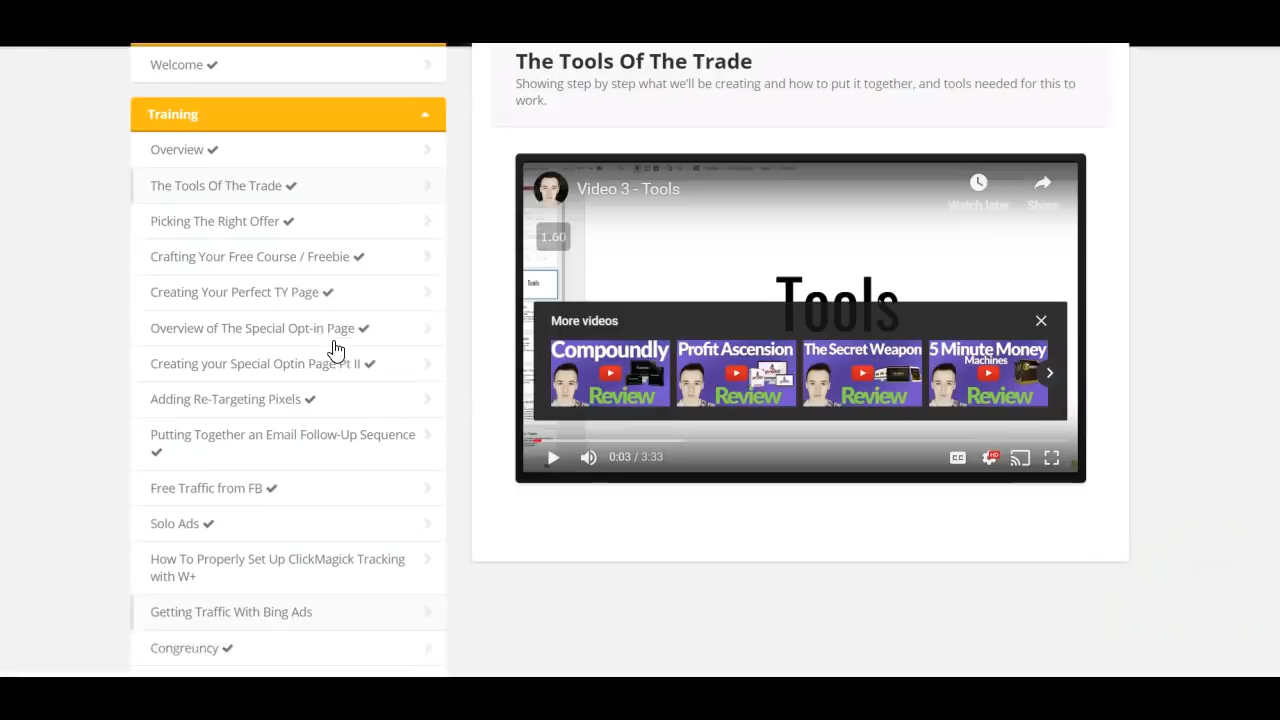 Welcome ✔
Training
Overview ✔
The Tools Of The Trade ✔
Picking The Right Offer ✔
Crafting Your Free Course / Freebie ✔
Creating Your Perfect TY Page ✔
Overview of The Special Opt-in Page ✔
Creating your Special Optin Page Pt II ✔
Adding Re-Targeting Pixels ✔
Putting Together an Email Follow-Up Sequence
✔
Free Traffic from FB ✔
Solo Ads ✔
How To Properly Set Up ClickMagick Tracking
with W+
Getting Traffic With Bing Ads
Congreuncy ✔
The Tools Of The Trade
Showing step by step what we'll be creating and how to put it together, and tools needed for this to
work.
Video 3 - Tools
Watch later
Share
1.60
Tools
Tools
More videos
Compoundly
Review
Profit Ascension
Review
The Secret Weapon
Review
5 Minute Money
Machines
Review
0:03 / 3:33
CC
HD